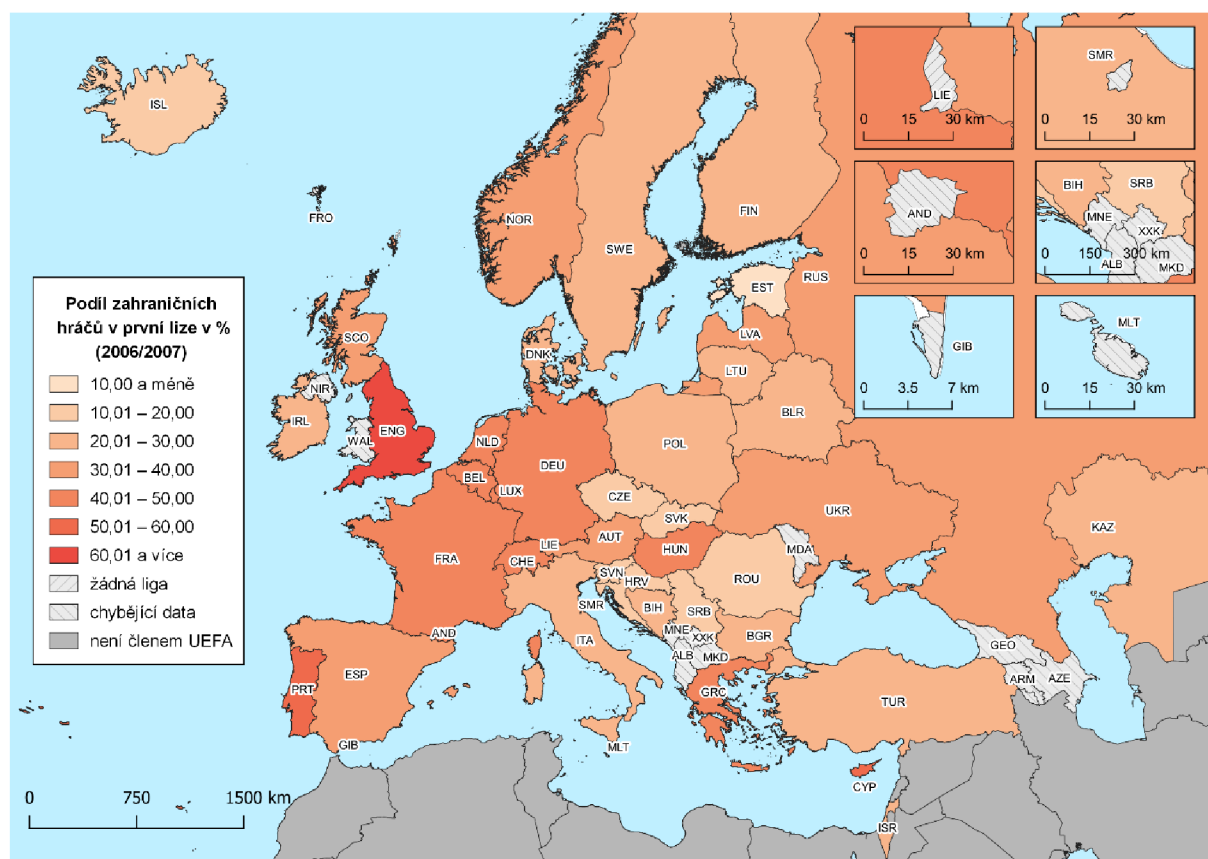 ISL
FRO
NOR
SWE
FIN
RUS
EST
LVA
LTU
BLR
SCO
NIR
IRL
WAL
ENG
DNK
NLD
BEL
LUX
DEU
POL
CZE
SVK
UKR
KAZ
FRA
CHE
LIE
AUT
HUN
MDA
ROU
SVN
HRV
BIH
SRB
SMR
ITA
MNE
XXK
BGR
ALB
MKD
AND
ESP
PRT
GIB
GRC
MLT
TUR
CYP
ISR
GEO
ARM
AZE
Podíl zahraničních
hráčů v první lize v %
(2006/2007)
10,00 a méně
10,01 – 20,00
20,01 – 30,00
30,01 – 40,00
40,01 – 50,00
50,01 – 60,00
60,01 a více
žádná liga
chybějící data
není členem UEFA
0 750 1500 km
LIE
0 15 30 km
SMR
0 15 30 km
AND
0 15 30 km
BIH
SRB
MNE
XXK
ALB
MKD
0 150 300 km
GIB
0 3.5 7 km
MLT
0 15 30 km